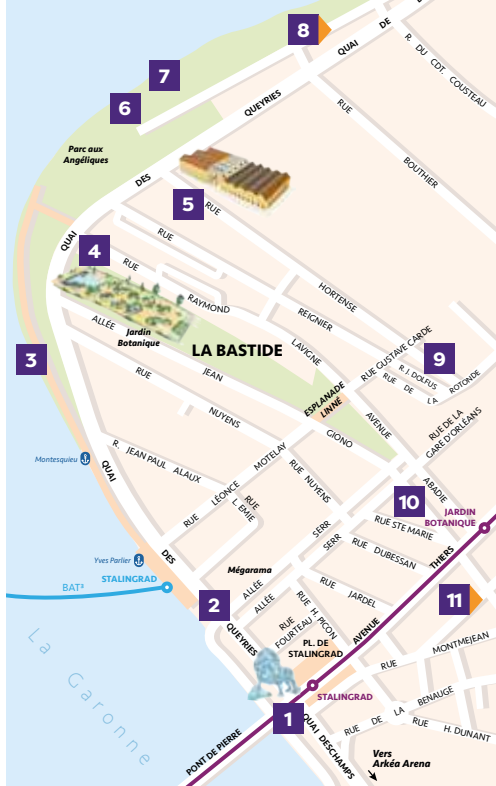 8
QUAI
DE
R. DU CDT. COUSTEAU
7
6
QUEYRIES
RUE
BOUTHIER
Parc aux
Angéliques
DES
5
RUE
QUAI
RUE
4
RUE
HORTENSE
RAYMOND
REIGNIER
ALLÉE
Jardin
Botanique
LAVIGNE
LA BASTIDE
RUE GUSTAVE CARDE
9
R. J. DOLFUS
RUE DE LA
ROTONDE
3
RUE
JEAN
ESPLANADE
LINNÉ
AVENUE
RUE DE LA
GARE D'ORLÉANS
NUYENS
GIONO
R. JEAN PAUL ALAUX
MOTELAY
LÉONCE
RUE
RUE
L. EMIE
RUE NUYENS
ABADIE
Montesquieu
QUAI
10
JARDIN
BOTANIQUE
RUE STE MARIE
SERR
SERR
RUE DUBESSAN
THIERS
Yves Parlier
DES
STALINGRAD
BAT³
Mégarama
ALLÉE
ALLÉE
RUE
JARDEL
11
2
QUEYRIES
RUE
H. PICON
RUE
FOURTEAU
AVENUE
PL. DE
STALINGRAD
RUE
MONTMEJEAN
STALINGRAD
La Garonne
1
QUAI DESCHAMPS
RUE DE LA BENAUGE
RUE H. DUNANT
PONT DE PIERRE
Vers
Arkéa Arena